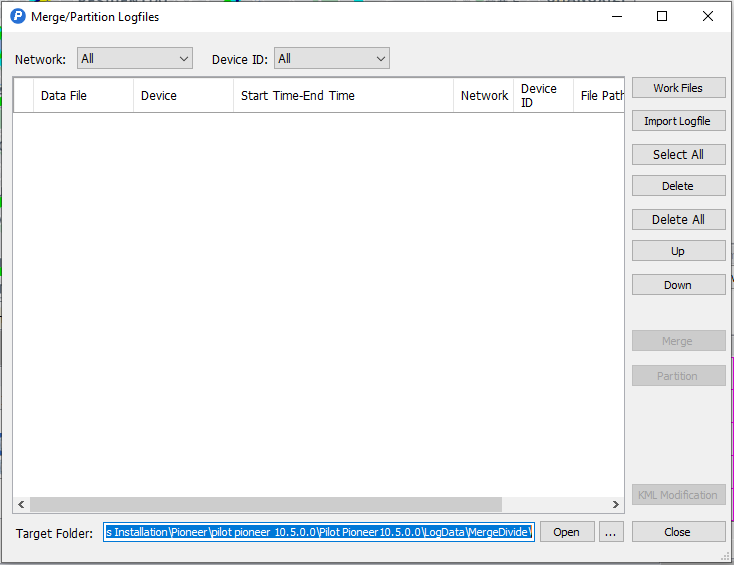 Merge/Partition Logfiles
Network: All Device ID: All
Data File Device Start Time-End Time Network Device ID File Path
Work Files
Import Logfile
Select All
Delete
Delete All
Up
Down
Merge
Partition
KML Modification
Target Folder: s Installation\Pioneer\pilot pioneer 10.5.0.0\Pilot Pioneer10.5.0.0\LogData\MergeDivide\ Open ... Close